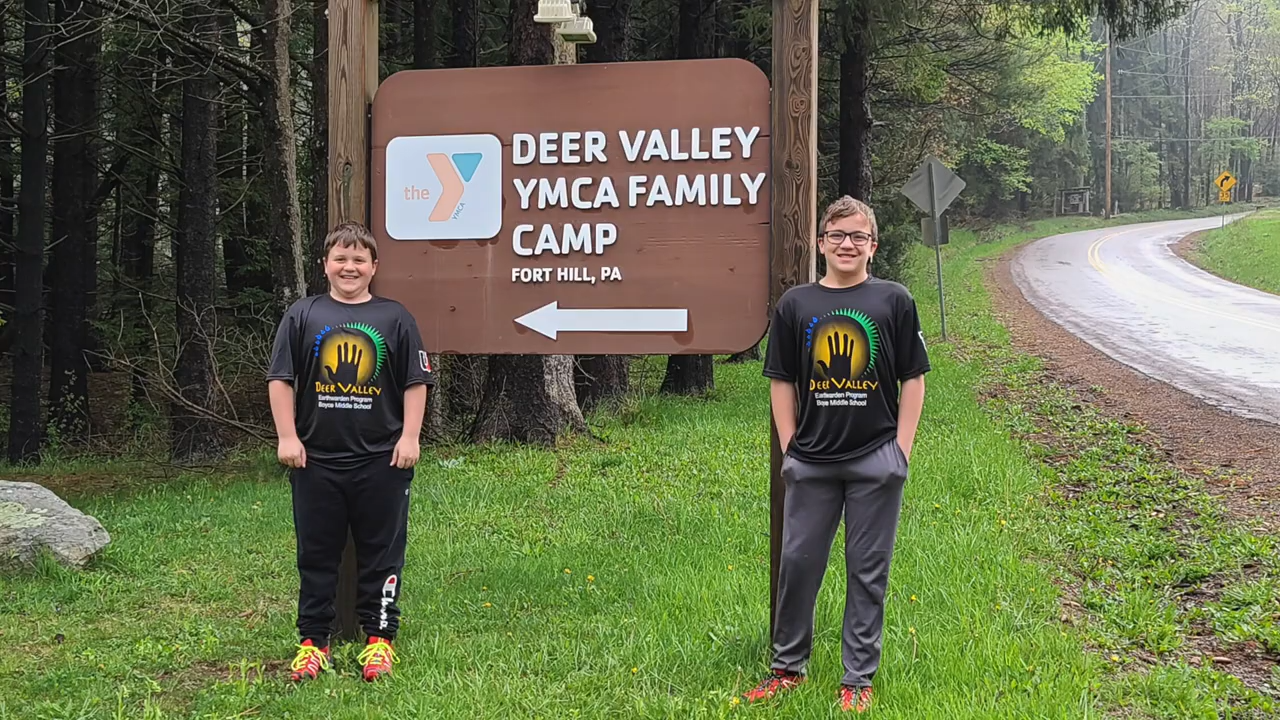 the
YMCA
DEER VALLEY
YMCA FAMILY
CAMP
FORT HILL, PA
DEER VALLEY
Earthwarden Program
Boyce Middle School
DEER VALLEY
Earthwarden Program
Boyce Middle School
Champ